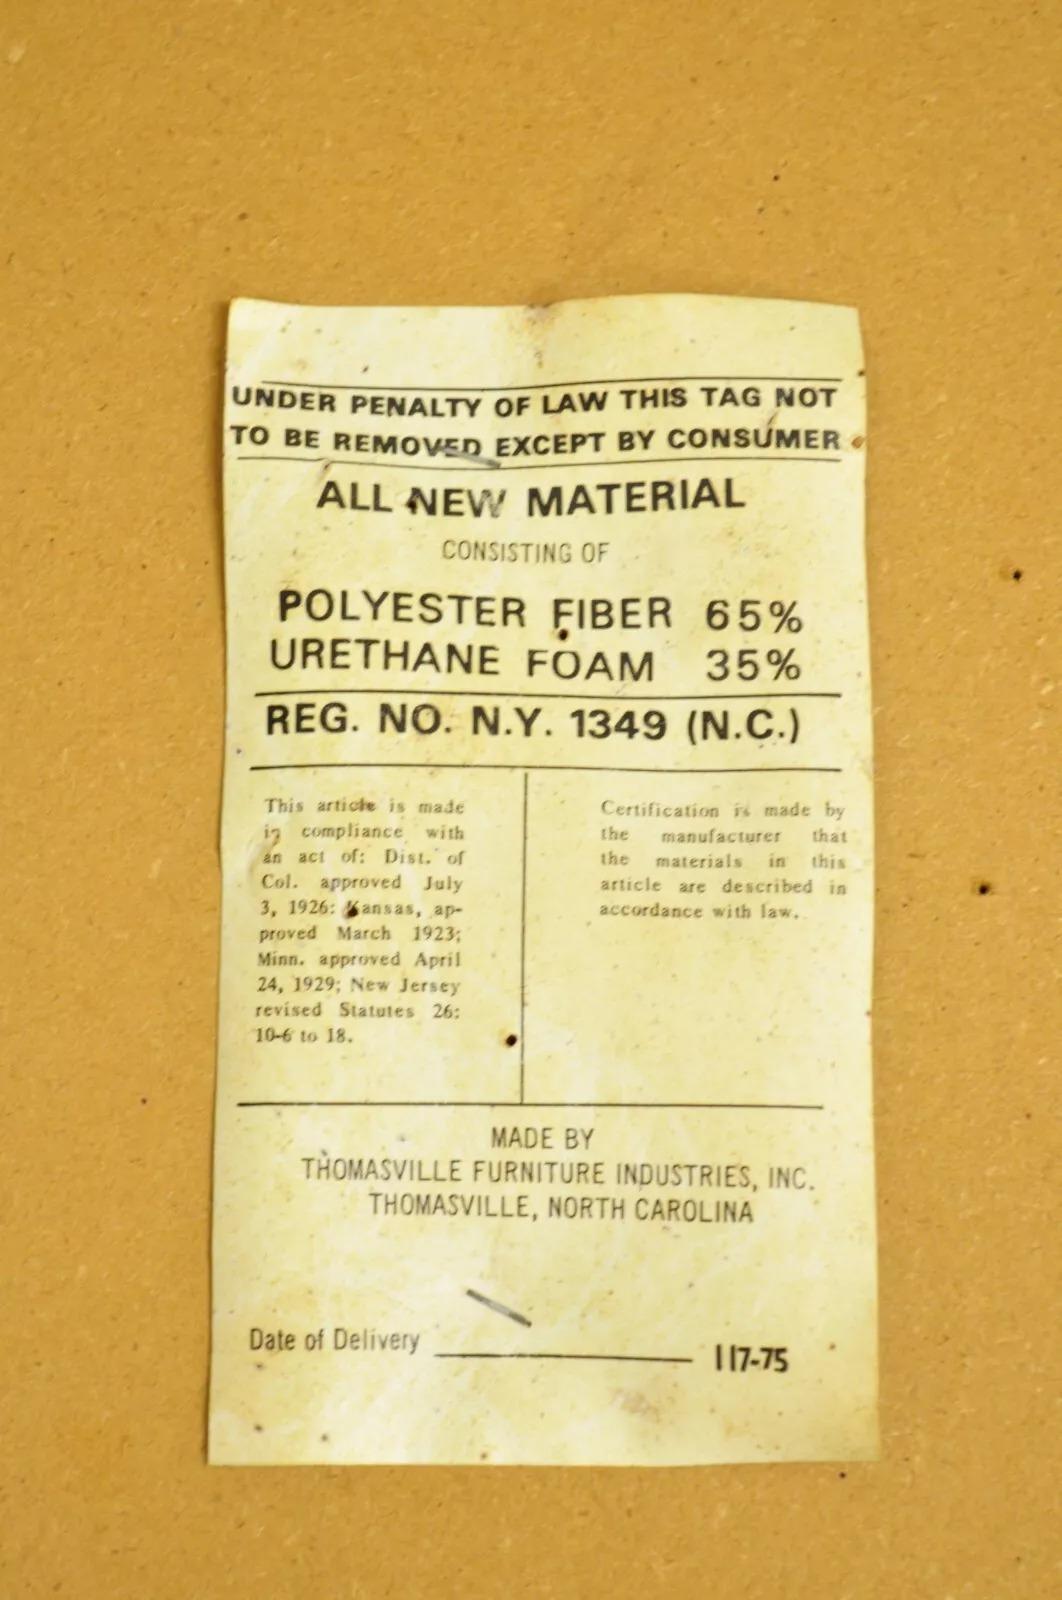 UNDER PENALTY OF LAW THIS TAG NOT
TO BE REMOVED EXCEPT BY CONSUMER
ALL NEW MATERIAL
CONSISTING OF
POLYESTER FIBER 65%
URETHANE FOAM 35%
REG. NO. N.Y. 1349 (N.C.)
This article is made
in compliance with
an act of: Dist. of
Col. approved July
3, 1926: Kansas, ap-
proved March 1923;
Minn. approved April
24, 1929; New Jersey
revised Statutes 26:
10-6 to 18.
Certification is made by
the manufacturer that
the materials in this
article are described in
accordance with law.
MADE BY
THOMASVILLE FURNITURE INDUSTRIES, INC.
THOMASVILLE, NORTH CAROLINA
Date of Delivery 117-75